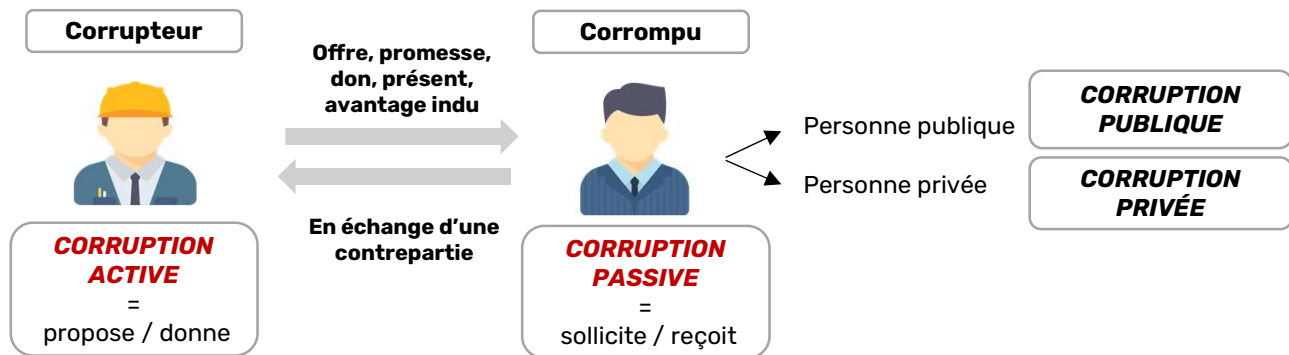 Corrupteur
Offre, promesse,
don, présent,
avantage indu
En échange d’une
contrepartie
CORRUPTION
ACTIVE
=
propose / donne
Corrompu
CORRUPTION
PASSIVE
=
sollicite / reçoit
Personne publique
CORRUPTION
PUBLIQUE
Personne privée
CORRUPTION
PRIVÉE